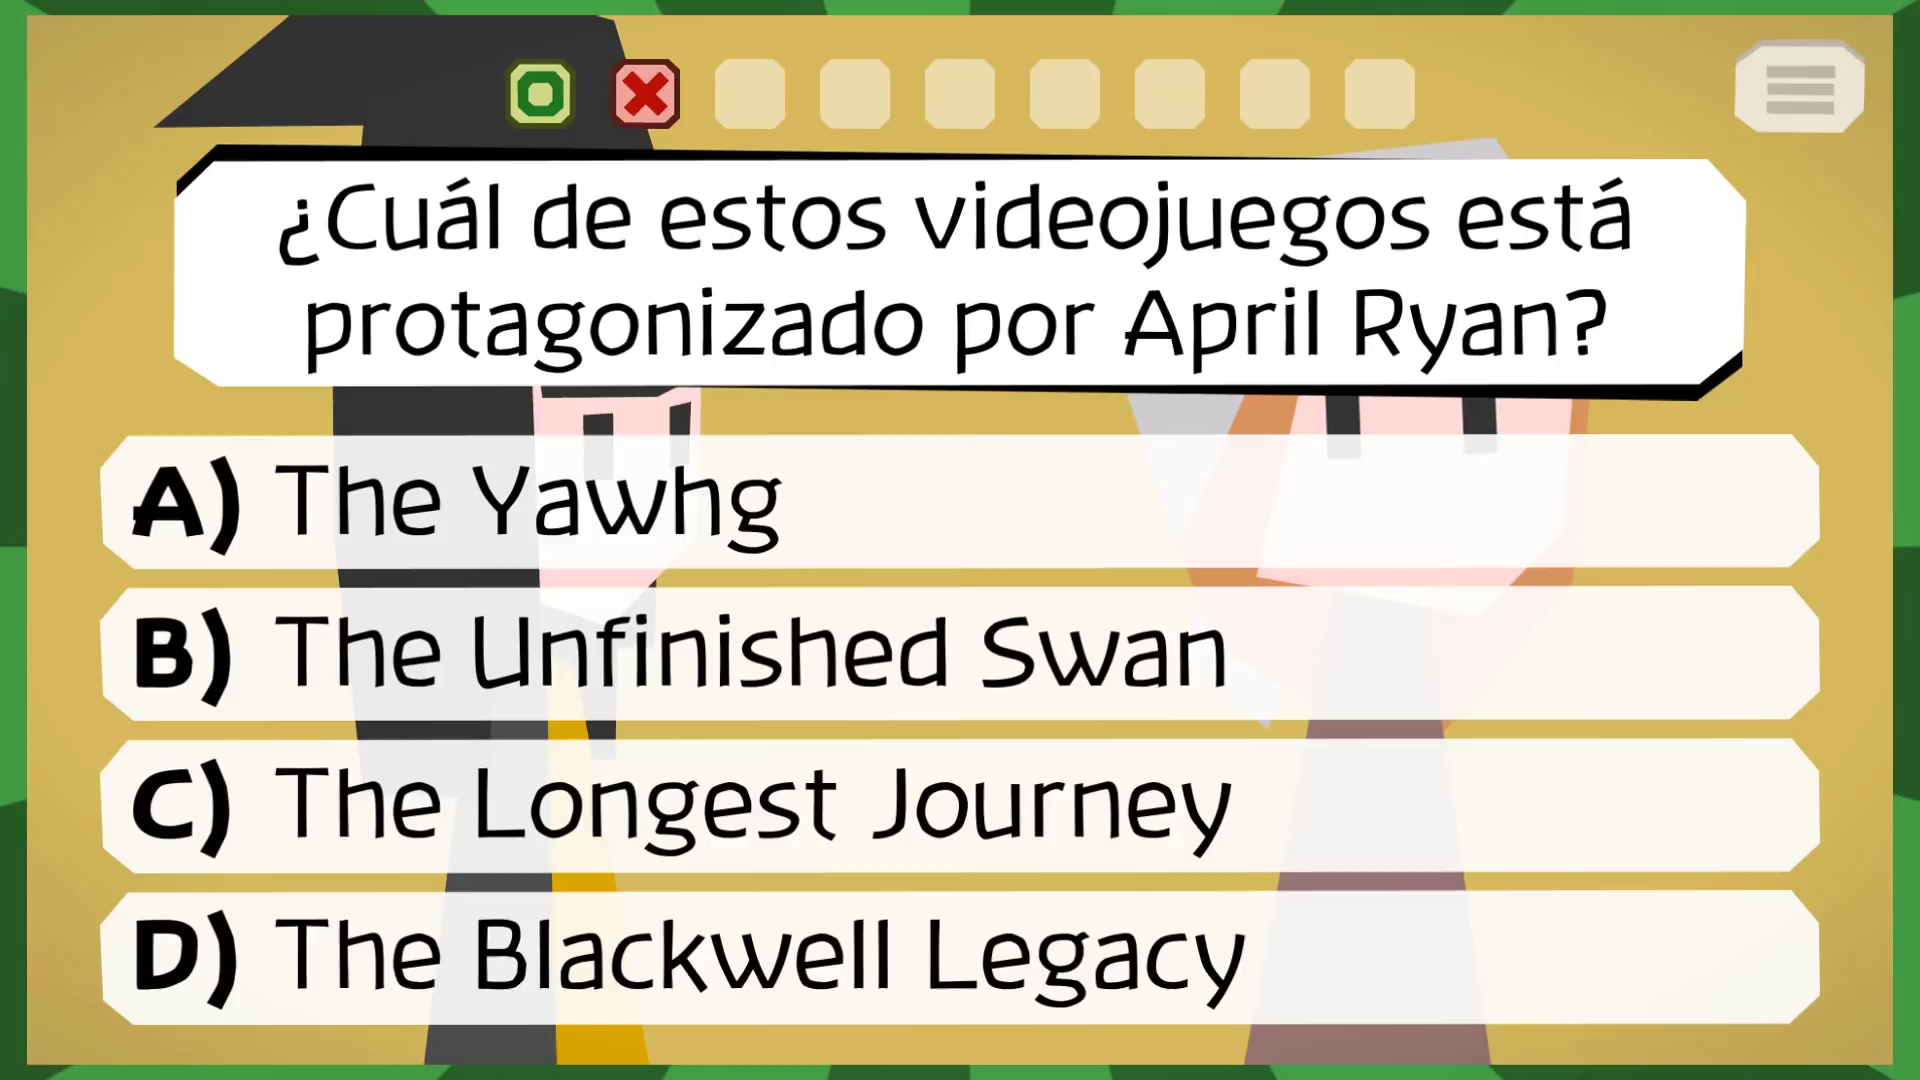 ¿Cuál de estos videojuegos está
protagonizado por April Ryan?
A) The Yawhg
B) The Unfinished Swan
C) The Longest Journey
D) The Blackwell Legacy